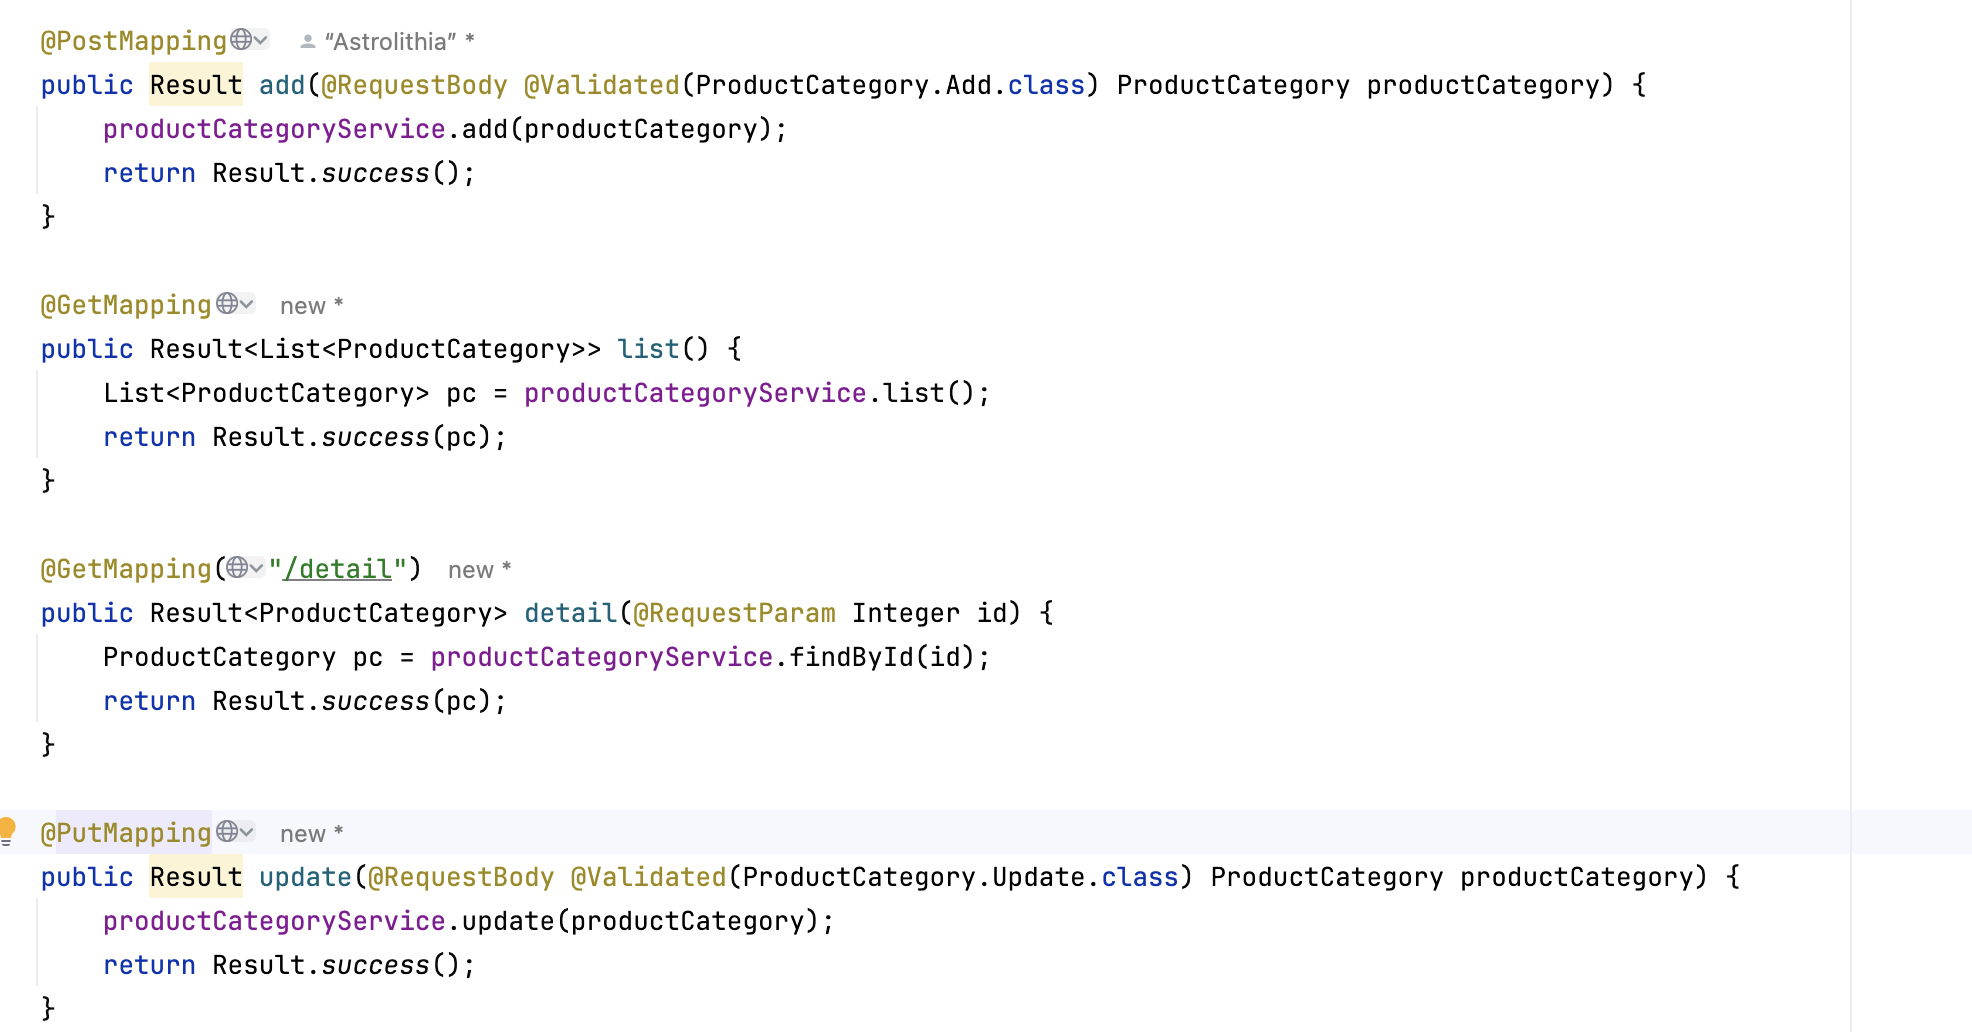 @PostMapping “Astrolithia” *
public Result add(@RequestBody @Validated(ProductCategory.Add.class) ProductCategory productCategory) {
productCategoryService.add(productCategory);
return Result.success();
}
@GetMapping new *
public Result<List<ProductCategory>> list() {
List<ProductCategory> pc = productCategoryService.list();
return Result.success(pc);
}
@GetMapping("/detail") new *
public Result<ProductCategory> detail(@RequestParam Integer id) {
ProductCategory pc = productCategoryService.findById(id);
return Result.success(pc);
}
@PutMapping new *
public Result update(@RequestBody @Validated(ProductCategory.Update.class) ProductCategory productCategory) {
productCategoryService.update(productCategory);
return Result.success();
}